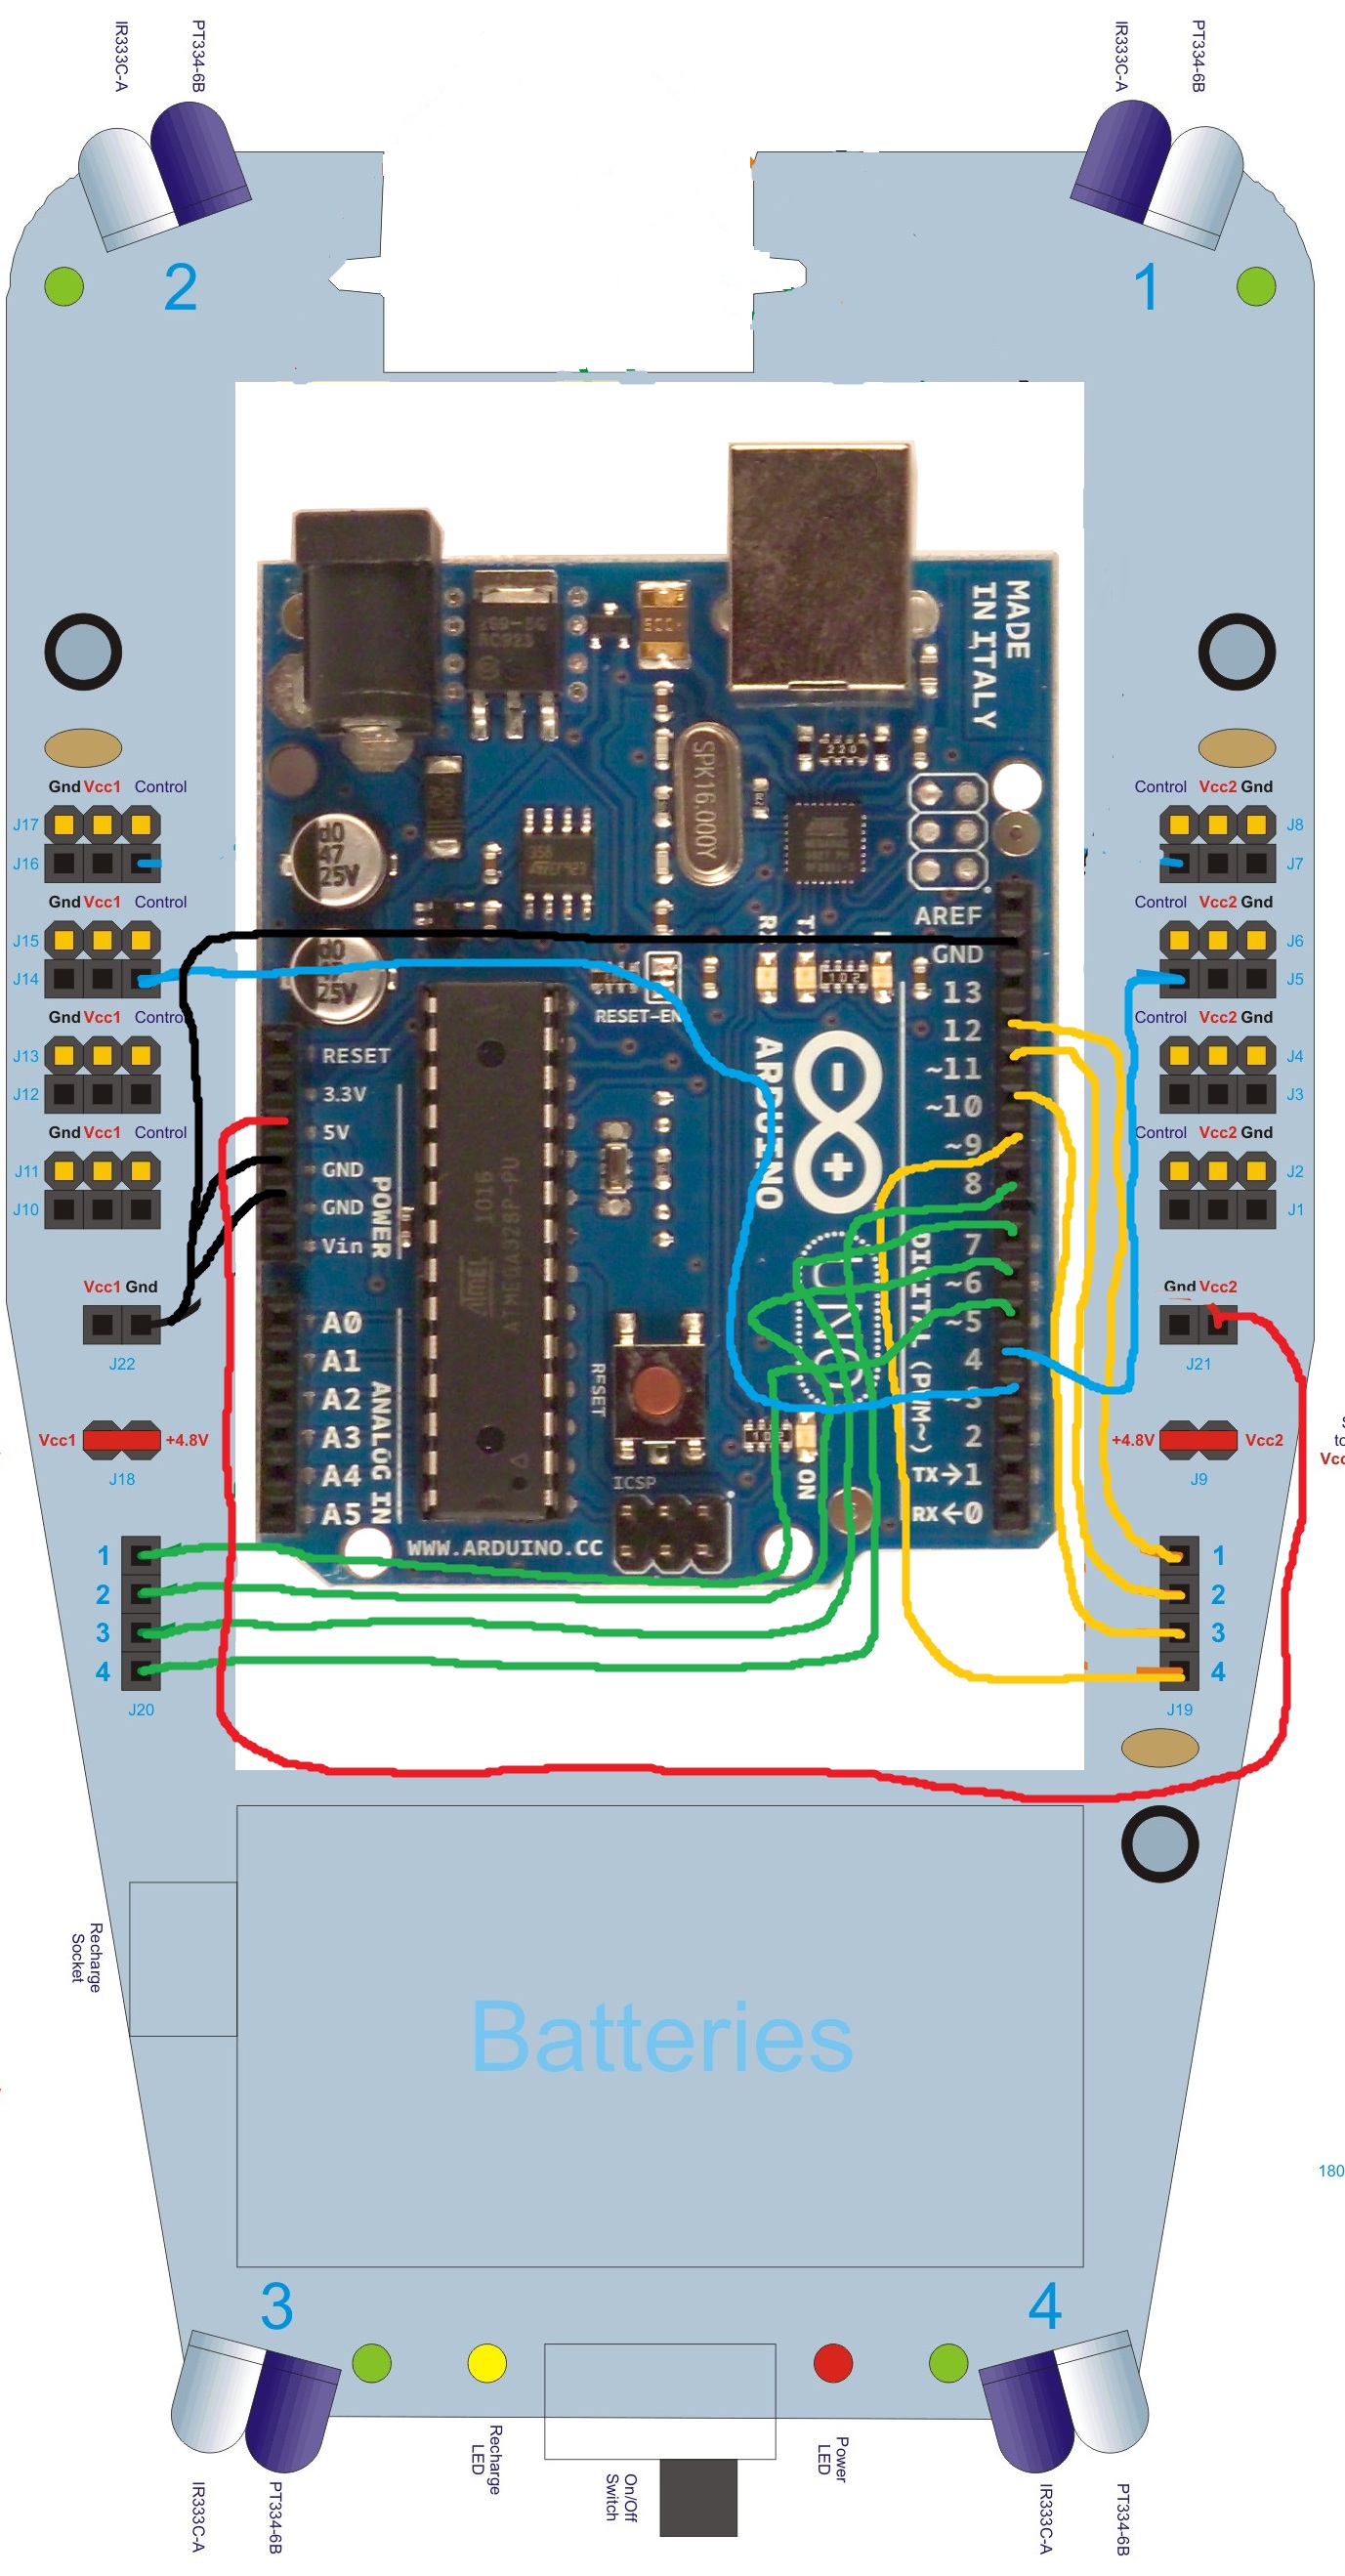 to
Vcc
180
J8
J7
J6
J5
J4
J3
J2
J1
Control Vcc2 Gnd
Control Vcc2 Gnd
Control Vcc2 Gnd
Control Vcc2 Gnd
Gnd Vcc2
J21
+4.8V
Vcc2
J9
1
2
3
4
J19
PT334-6B
IR333C-A
1
PT334-6B
IR333C-A
4
MADE
IN ITALY
AREF
GND
13
12
~11
~10
~9
8
7
~6
~5
4
~3
2
TX→1
RX←0
DIGITAL (PWM~)
UNO
ARDUINO
TX
RX
ON
SPK16.000Y
RESET-EN
RESET
ICSP
WWW.ARDUINO.CC
ATMEGA328P-PU
1016
ATMEL
47
25V
25V
POWER
ANALOG IN
RESET
3.3V
5V
GND
GND
Vin
A0
A1
A2
A3
A4
A5
Batteries
Power
LED
On/Off
Switch
Recharge
LED
3
PT334-6B
IR333C-A
PT334-6B
IR333C-A
2
Gnd Vcc1 Control
Gnd Vcc1 Control
Gnd Vcc1 Control
Gnd Vcc1 Control
J17
J16
J15
J14
J13
J12
J11
J10
Vcc1 Gnd
J22
+4.8V
Vcc1
J18
1
2
3
4
J20
Recharge
Socket